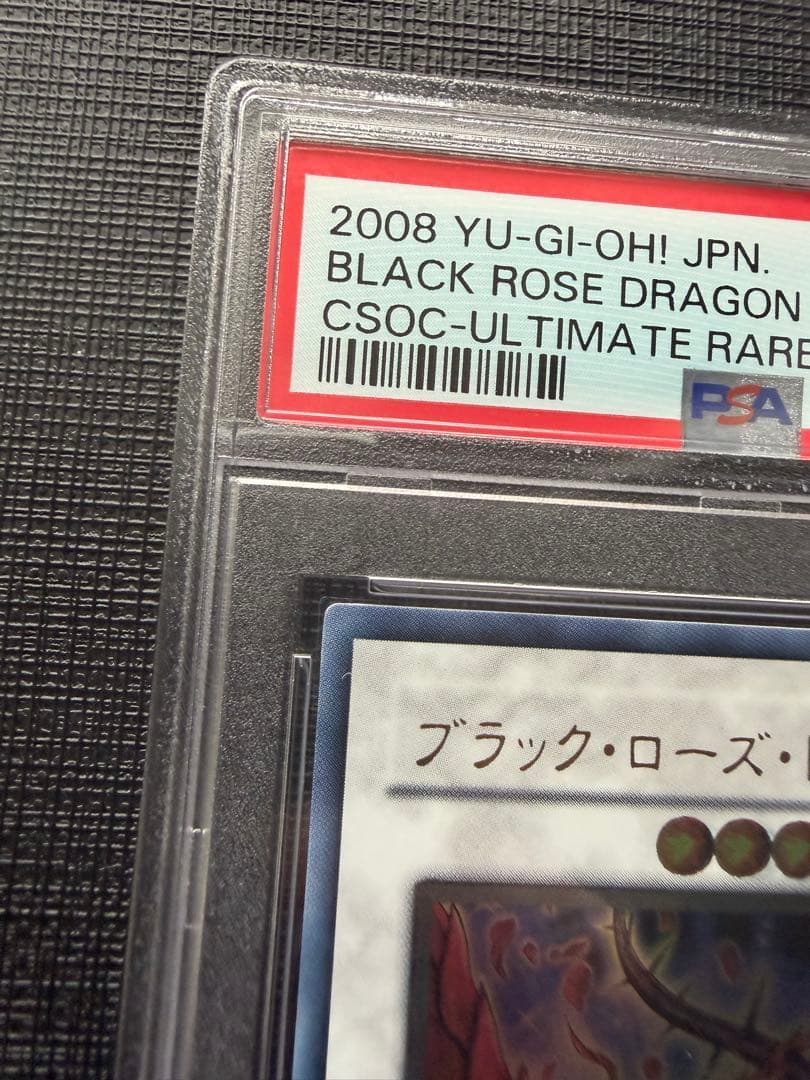 2008 YU-GI-OH! JPN.
BLACK ROSE DRAGON
CSOC-ULTIMATE RARE
PSA
ブラック・ローズ・